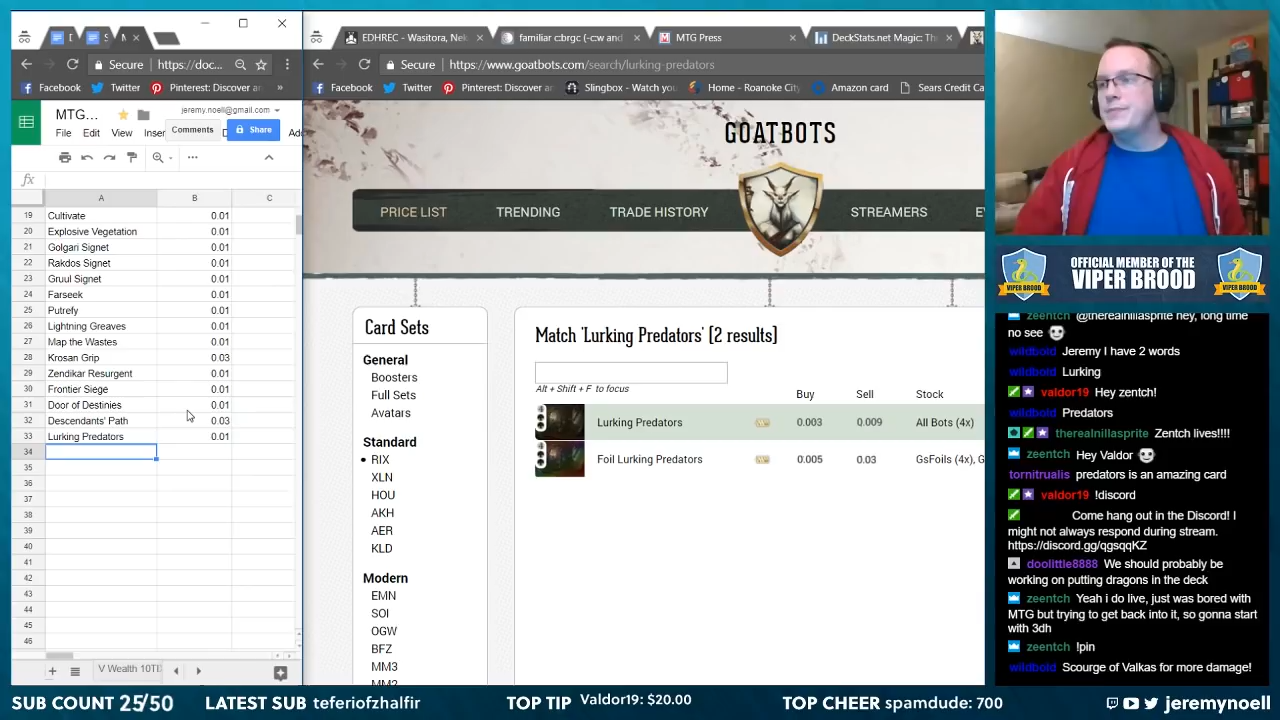 EDHREC - Wasitora, Nek
familiar c:brgc (-c:w an
MTG Press
DeckStats.net Magic: The
Secure
https://doc...
Secure
https://www.goatbots.com/search/lurking-predators
Facebook
Twitter
Pinterest: Discover an
»
Facebook
Twitter
Pinterest: Discover an
Slingbox - Watch you
Home - Roanoke City
Amazon card
Sears Credit Ca
MTG...
jeremy.noell@gmail.com
File
Edit
View
Inser
Comments
Share
fx
A
B
C
19 Cultivate 0.01
20 Explosive Vegetation 0.01
21 Golgari Signet 0.01
22 Rakdos Signet 0.01
23 Gruul Signet 0.01
24 Farseek 0.01
25 Putrefy 0.01
26 Lightning Greaves 0.01
27 Map the Wastes 0.01
28 Krosan Grip 0.03
29 Zendikar Resurgent 0.01
30 Frontier Siege 0.01
31 Door of Destinies 0.01
32 Descendants' Path 0.03
33 Lurking Predators 0.01
34
35
36
37
38
39
40
41
42
43
44
45
46
V Wealth 10TI
GOATBOTS
PRICE LIST
TRENDING
TRADE HISTORY
STREAMERS
Card Sets
General
Boosters
Full Sets
Avatars
Standard
RIX
XLN
HOU
AKH
AER
KLD
Modern
EMN
SOI
OGW
BFZ
MM3
MM2
Match 'Lurking Predators' [2 results]
Alt + Shift + F to focus
Buy Sell Stock
Lurking Predators 0.003 0.009 All Bots (4x)
Foil Lurking Predators 0.005 0.03 GsFoils (4x), G
OFFICIAL MEMBER OF THE
VIPER BROOD
zeentch @therealnillasprite hey, long time
no see
wildbold Jeremy I have 2 words
wildbold Lurking
valdor19 Hey zentch!
wildbold Predators
therealnillasprite Zentch lives!!!!
zeentch Hey Valdor
tornitrualis predators is an amazing card
valdor19 !discord
Come hang out in the Discord! I
might not always respond during stream.
https://discord.gg/qgsqqKZ
doolittle8888 We should probably be
working on putting dragons in the deck
zeentch Yeah i do live, just was bored with
MTG but trying to get back into it, so gonna start
with 3dh
zeentch !pin
wildbold Scourge of Valkas for more damage!
SUB COUNT 25/50
LATEST SUB teferiofzhalfir
TOP TIP Valdor19: $20.00
TOP CHEER spamdude: 700
jeremynoell